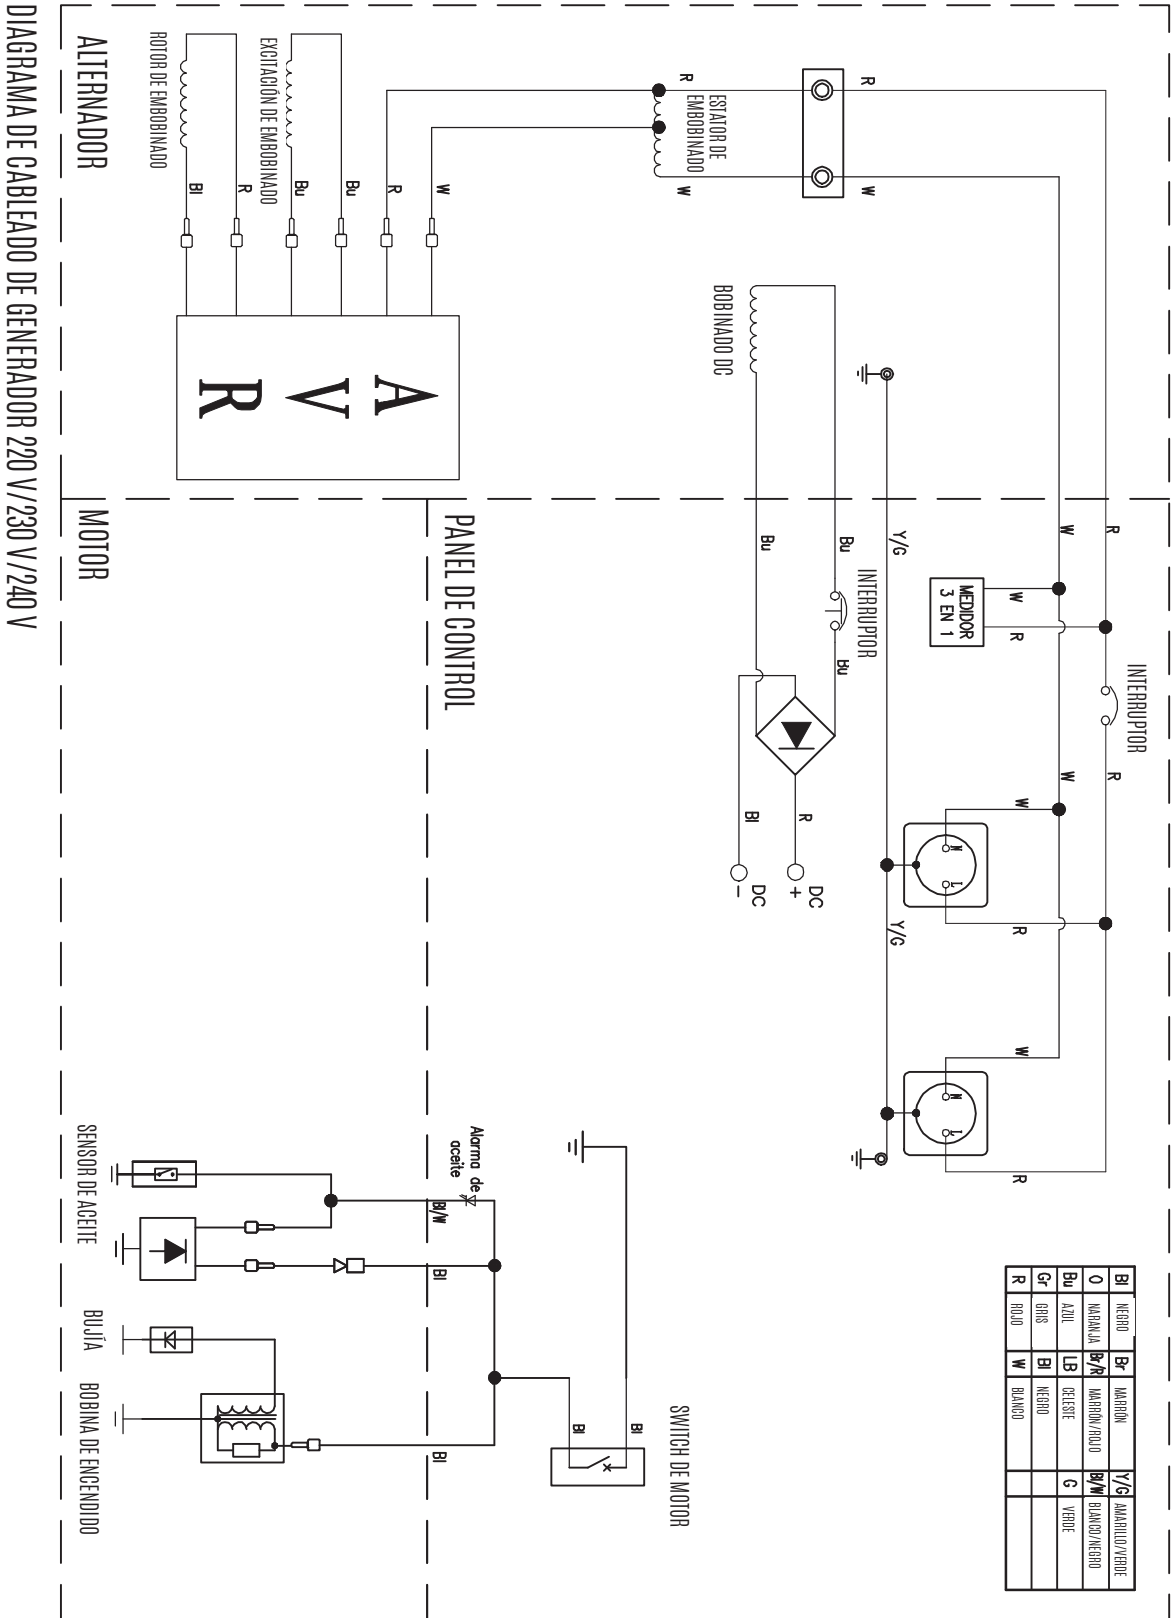 INTERRUPTOR
Bl NEGRO Br MARRÓN Y/G AMARILLO/VERDE
O NARANJA Br/R MARRÓN/ROJO Bl/W BLANCO/NEGRO
Bu AZUL LB CELESTE G VERDE
Gr GRIS Bl NEGRO
R ROJO W BLANCO
R
R
R
W
W
W
W
W
W
W
R
R
R
MEDIDOR
3 EN 1
N
L
N
L
Y/G
Y/G
INTERRUPTOR
Bu
Bu
Bu
R
Bl
DC
+
DC
-
BOBINADO DC
R
W
ESTATOR DE
EMBOBINADO
SWITCH DE MOTOR
Bl
Bl
Alarma de
aceite
Bl/W
Bl
Bl
PANEL DE CONTROL
W
R
Bu
Bu
R
Bl
A
V
R
EXCITACIÓN DE EMBOBINADO
ROTOR DE EMBOBINADO
ALTERNADOR
MOTOR
SENSOR DE ACEITE
BUJÍA
BOBINA DE ENCENDIDO
DIAGRAMA DE CABLEADO DE GENERADOR 220 V/230 V/240 V